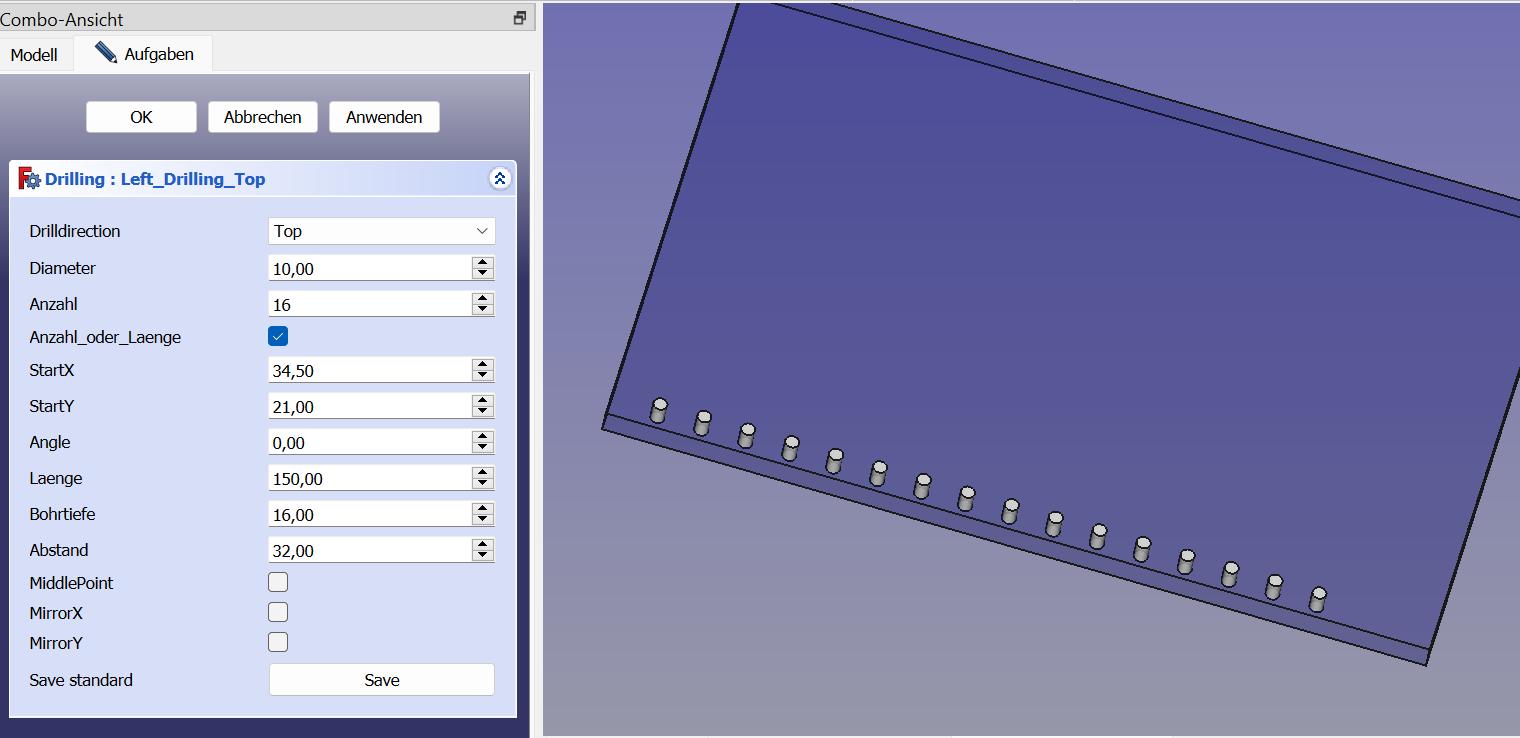 Combo-Ansicht
Modell
Aufgaben
OK
Abbrechen
Anwenden
Drilling : Left_Drilling_Top
Drilldirection
Top
Diameter
10,00
Anzahl
16
Anzahl_oder_Laenge
StartX
34,50
StartY
21,00
Angle
0,00
Laenge
150,00
Bohrtiefe
16,00
Abstand
32,00
MiddlePoint
MirrorX
MirrorY
Save standard
Save